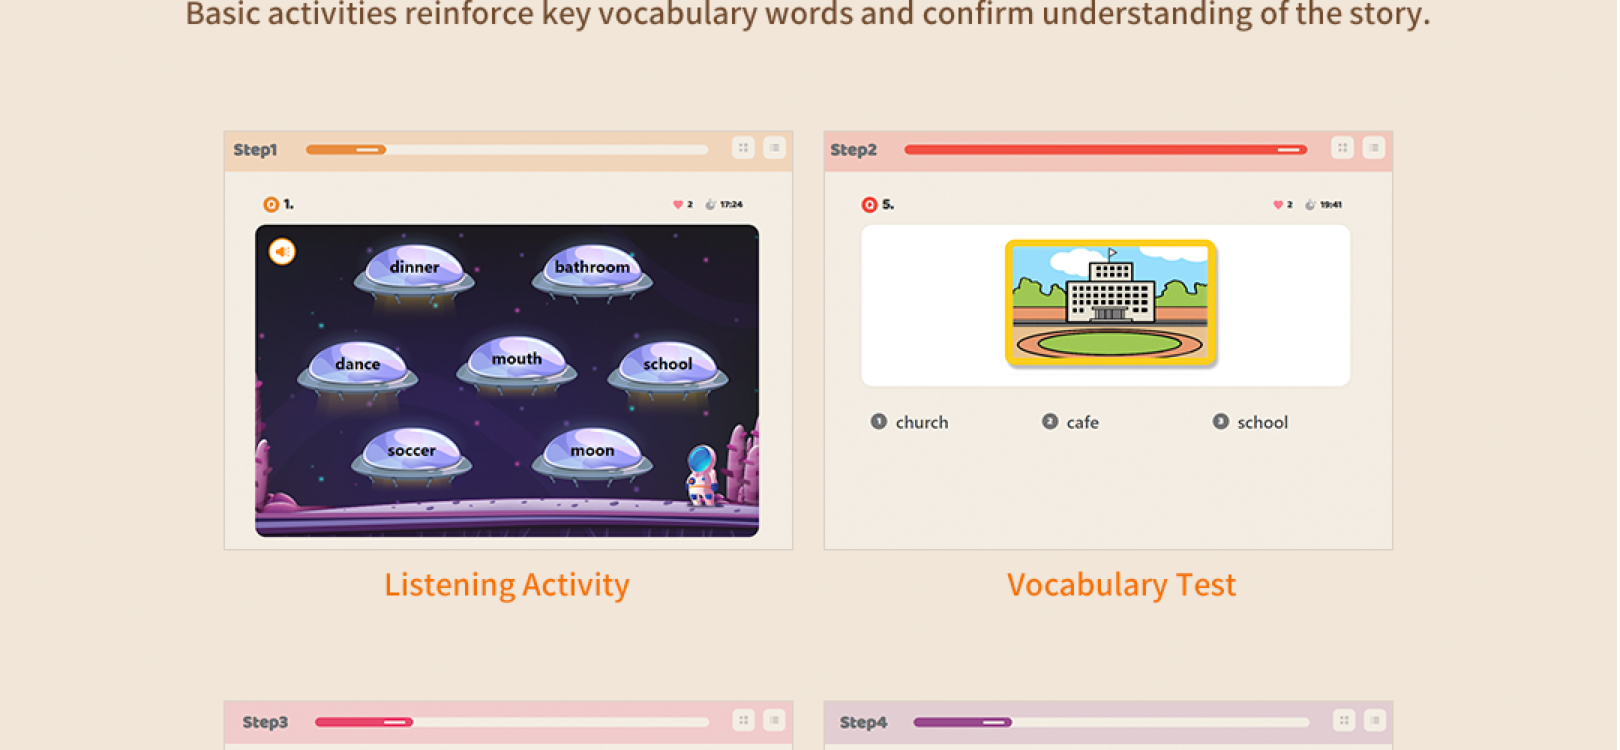 Basic activities reinforce key vocabulary words and confirm understanding of the story.
Step1
Q 1.
2 17:24
dinner
bathroom
dance
mouth
school
soccer
moon
Listening Activity
Step2
Q 5.
2 19:41
1 church
2 cafe
3 school
Vocabulary Test
Step3
Step4